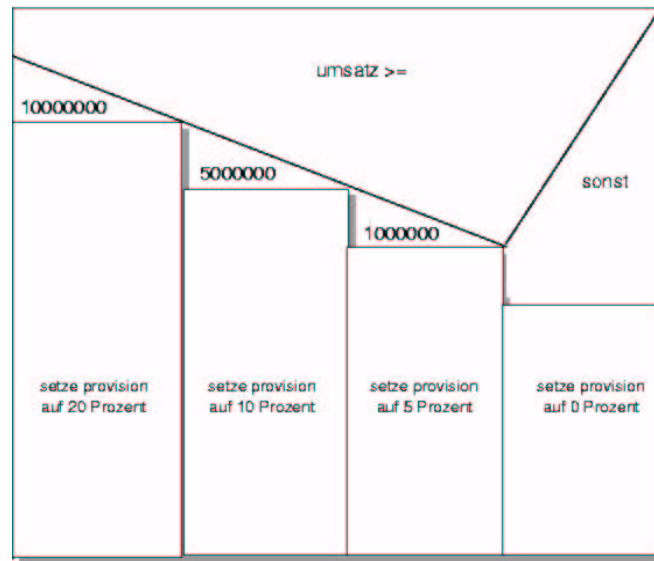 umsatz >=
10000000
5000000
1000000
sonst
setze provision
auf 20 Prozent
setze provision
auf 10 Prozent
setze provision
auf 5 Prozent
setze provision
auf 0 Prozent